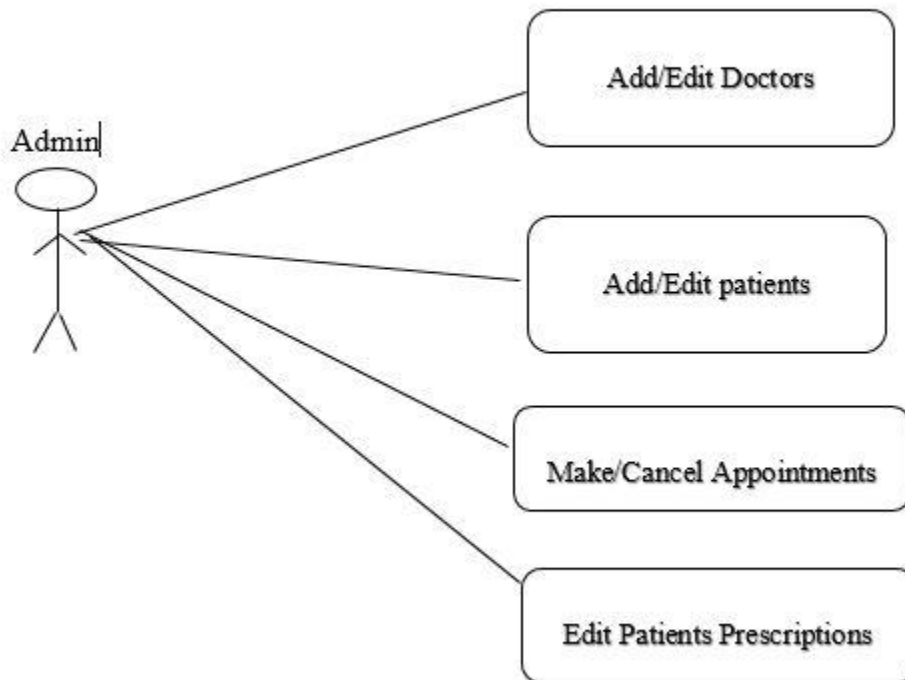 Add/Edit Doctors
Admin
Add/Edit patients
Make/Cancel Appointments
Edit Patients Prescriptions